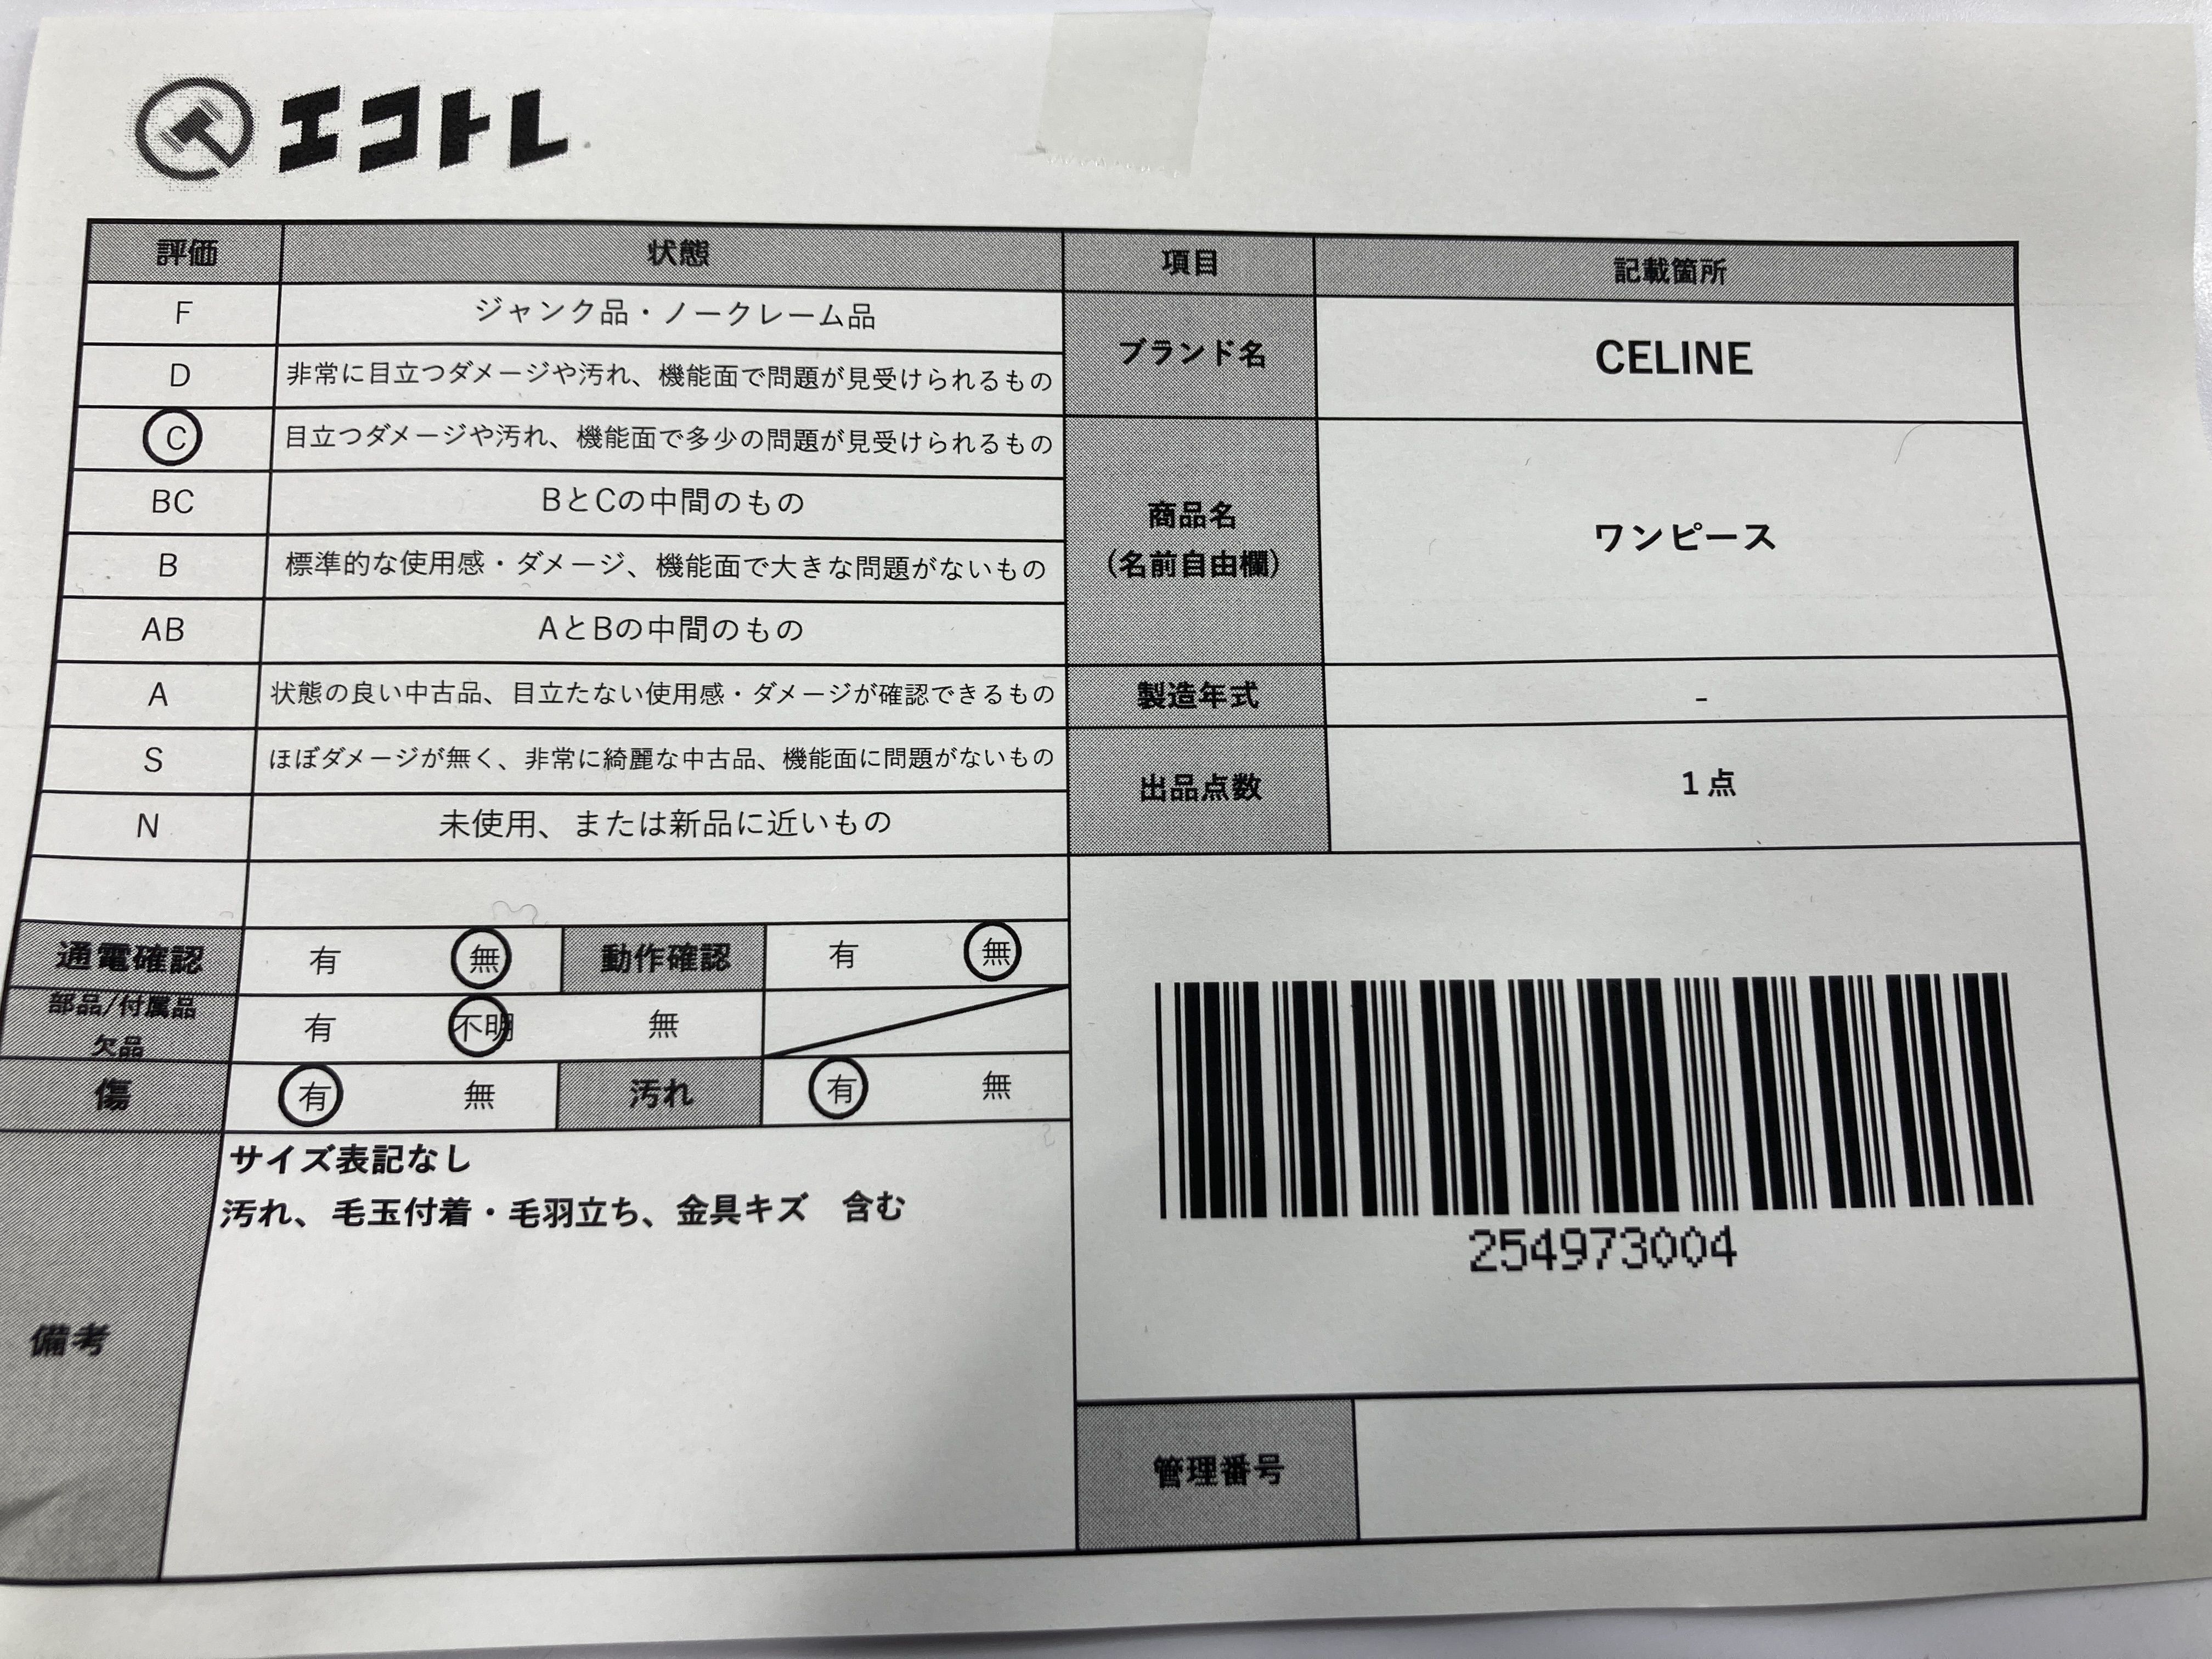 エコトレ
評価 状態 項目 記載箇所
F ジャンク品・ノークレーム品
D 非常に目立つダメージや汚れ、機能面で問題が見受けられるもの
ブランド名 CELINE
C 目立つダメージや汚れ、機能面で多少の問題が見受けられるもの
BC BとCの中間のもの
B 標準的な使用感・ダメージ、機能面で大きな問題がないもの
商品名
(名前自由欄)
ワンピース
AB AとBの中間のもの
A 状態の良い中古品、目立たない使用感・ダメージが確認できるもの
製造年式 -
S ほぼダメージが無く、非常に綺麗な中古品、機能面に問題がないもの
出品点数 1点
N 未使用、または新品に近いもの
通電確認 有 無 動作確認 有 無
部品/付属品
欠品
有 不明 無
傷 有 無 汚れ 有 無
備考
サイズ表記なし
汚れ、毛玉付着・毛羽立ち、金具キズ 含む
254973004
管理番号